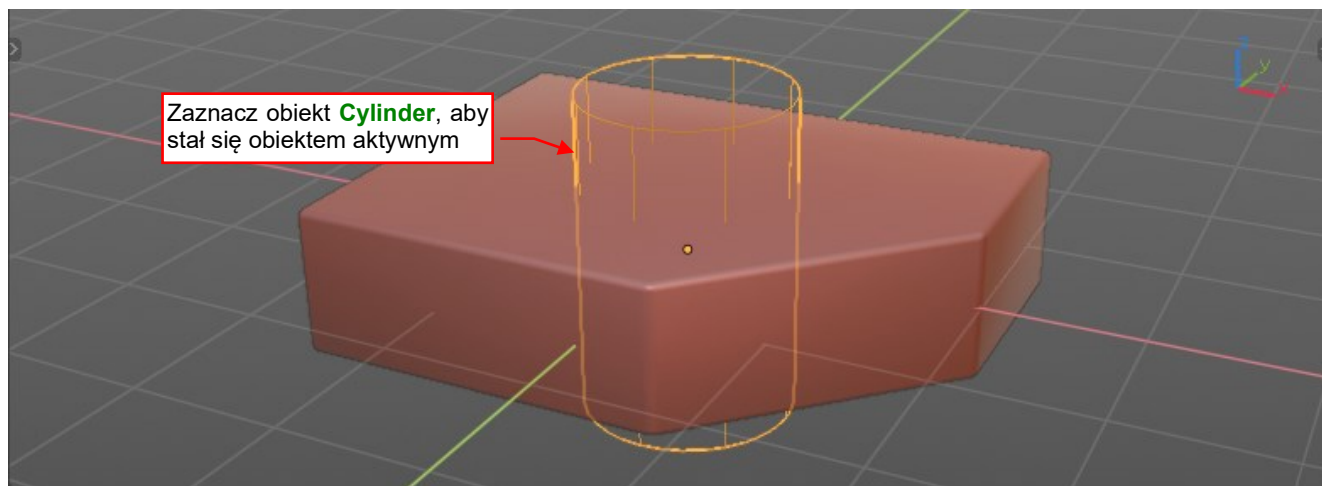 Zaznacz obiekt Cylinder, aby
stał się obiektem aktywnym
z
y
x